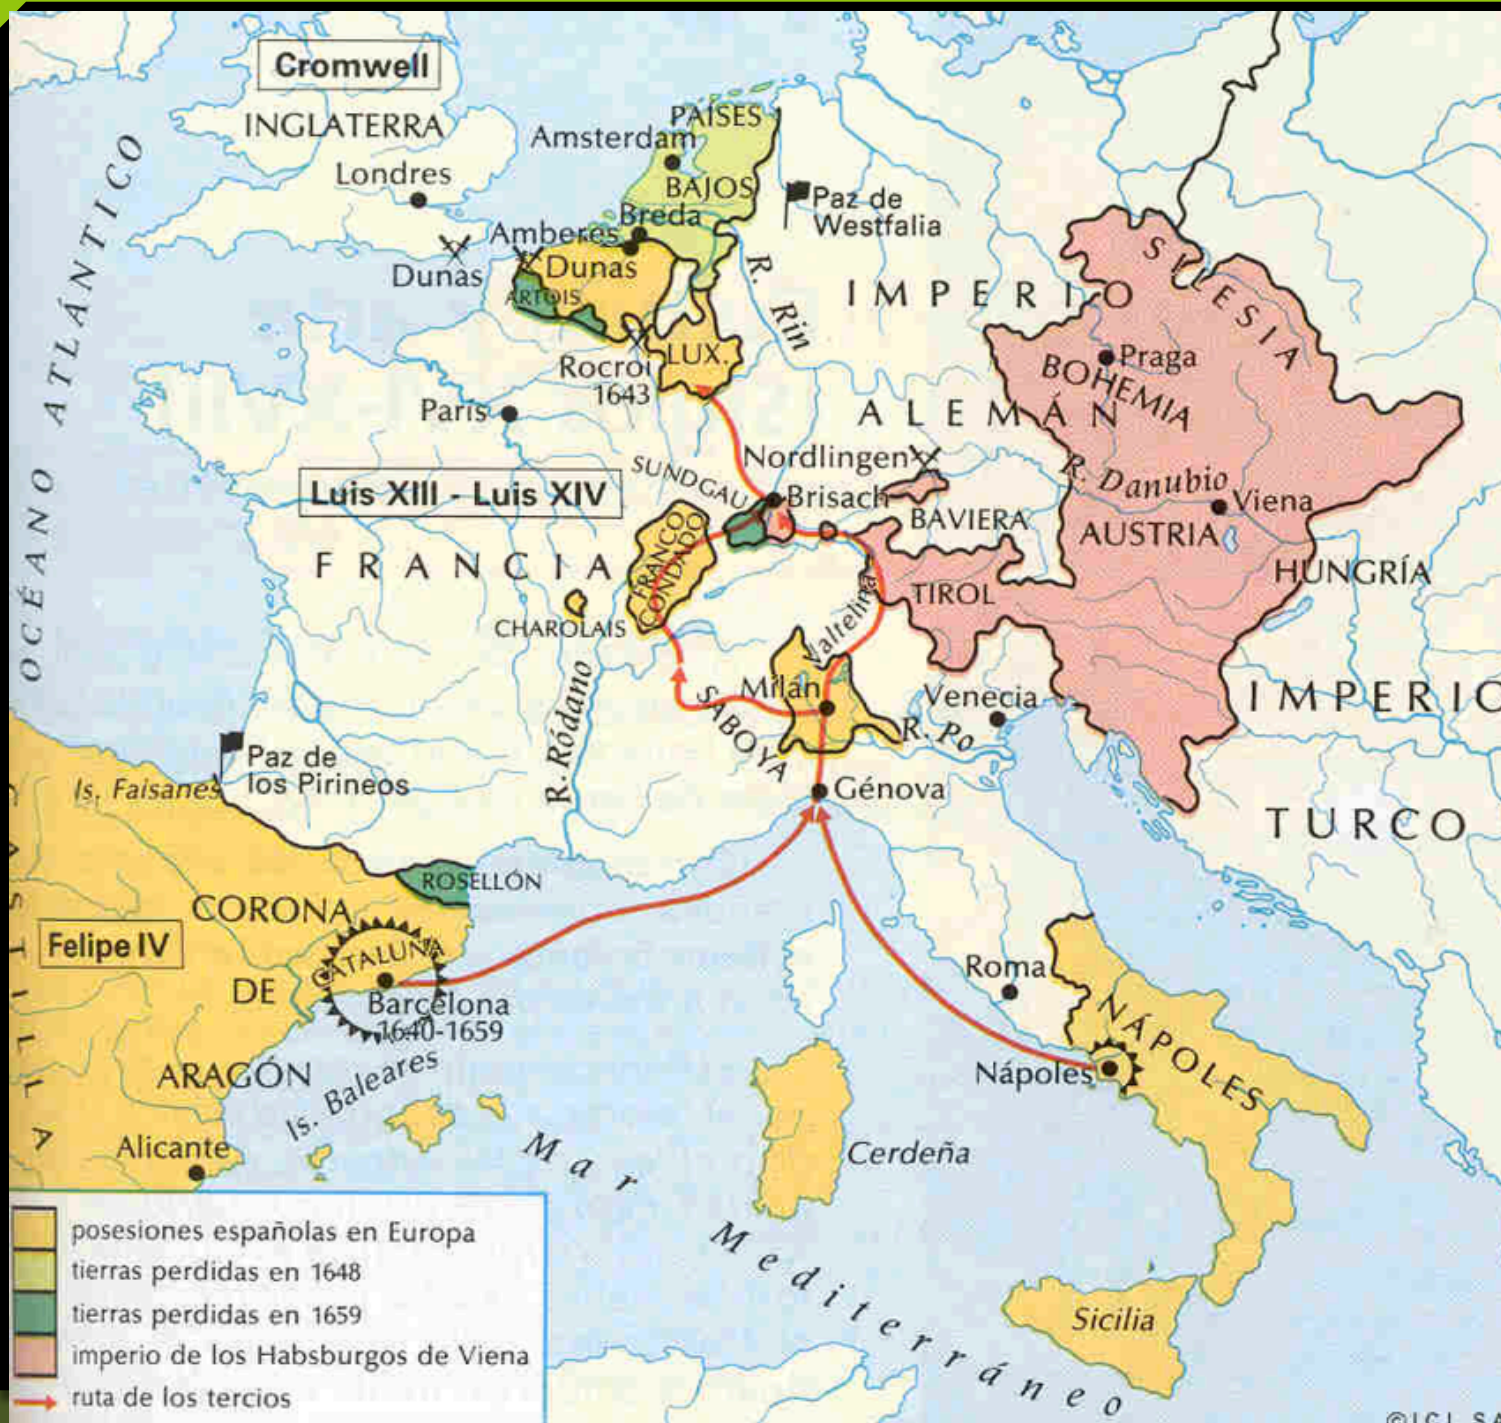 Cromwell
INGLATERRA
Londres
Dunas
OCÉANO ATLÁNTICO
PAÍSES
BAJOS
Amsterdam
Breda
Amberes
Dunas
ARTOIS
Paz de
Westfalia
R. Rin
IMPERIO
ALEMÁN
SILESIA
BOHEMIA
Praga
LUX.
Rocroi
1643
París
Nordlingen
SUNDGAU
Brisach
Luis XIII - Luis XIV
FRANCIA
FRANCO
CONDADO
CHAROLAIS
BAVIERA
R. Danubio
Viena
AUSTRIA
HUNGRÍA
TIROL
Valtelina
Milán
SABOYA
R. Ródano
Venecia
R. Po
Génova
IMPERIO
TURCO
Paz de
los Pirineos
Is. Faisanes
ROSELLÓN
CORONA
DE
ARAGÓN
Felipe IV
CASTILLA
CATALUÑA
Barcelona
1640-1659
Is. Baleares
Alicante
Roma
NÁPOLES
Nápoles
Cerdeña
Mar Mediterráneo
Sicilia
posesiones españolas en Europa
tierras perdidas en 1648
tierras perdidas en 1659
imperio de los Habsburgos de Viena
ruta de los tercios